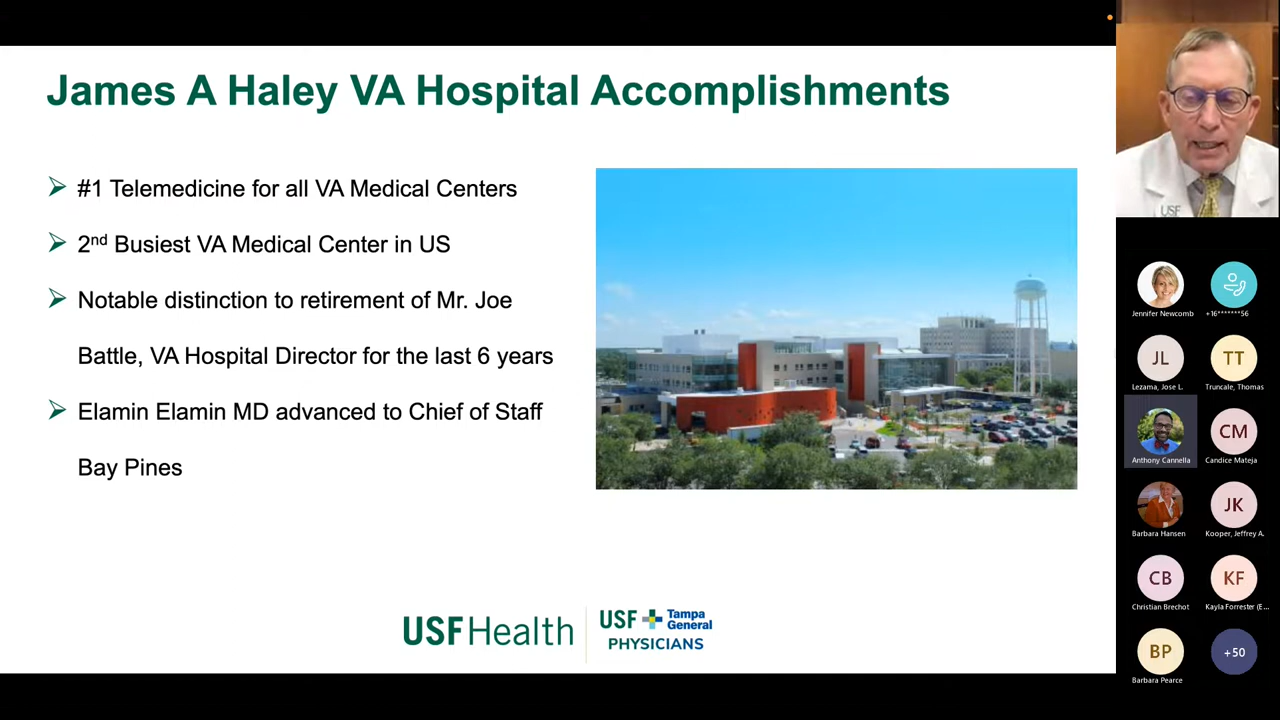 James A Haley VA Hospital Accomplishments
#1 Telemedicine for all VA Medical Centers
2nd Busiest VA Medical Center in US
Notable distinction to retirement of Mr. Joe
Battle, VA Hospital Director for the last 6 years
Elamin Elamin MD advanced to Chief of Staff
Bay Pines
USF Health
USF Tampa
General
PHYSICIANS
USF
Jennifer Newcomb
+16*******56
JL
Lezama, Jose L.
TT
Truncale, Thomas
Anthony Cannella
CM
Candice Mateja
Barbara Hansen
JK
Kooper, Jeffrey A.
CB
Christian Brechot
KF
Kayla Forrester (E...
BP
Barbara Pearce
+50